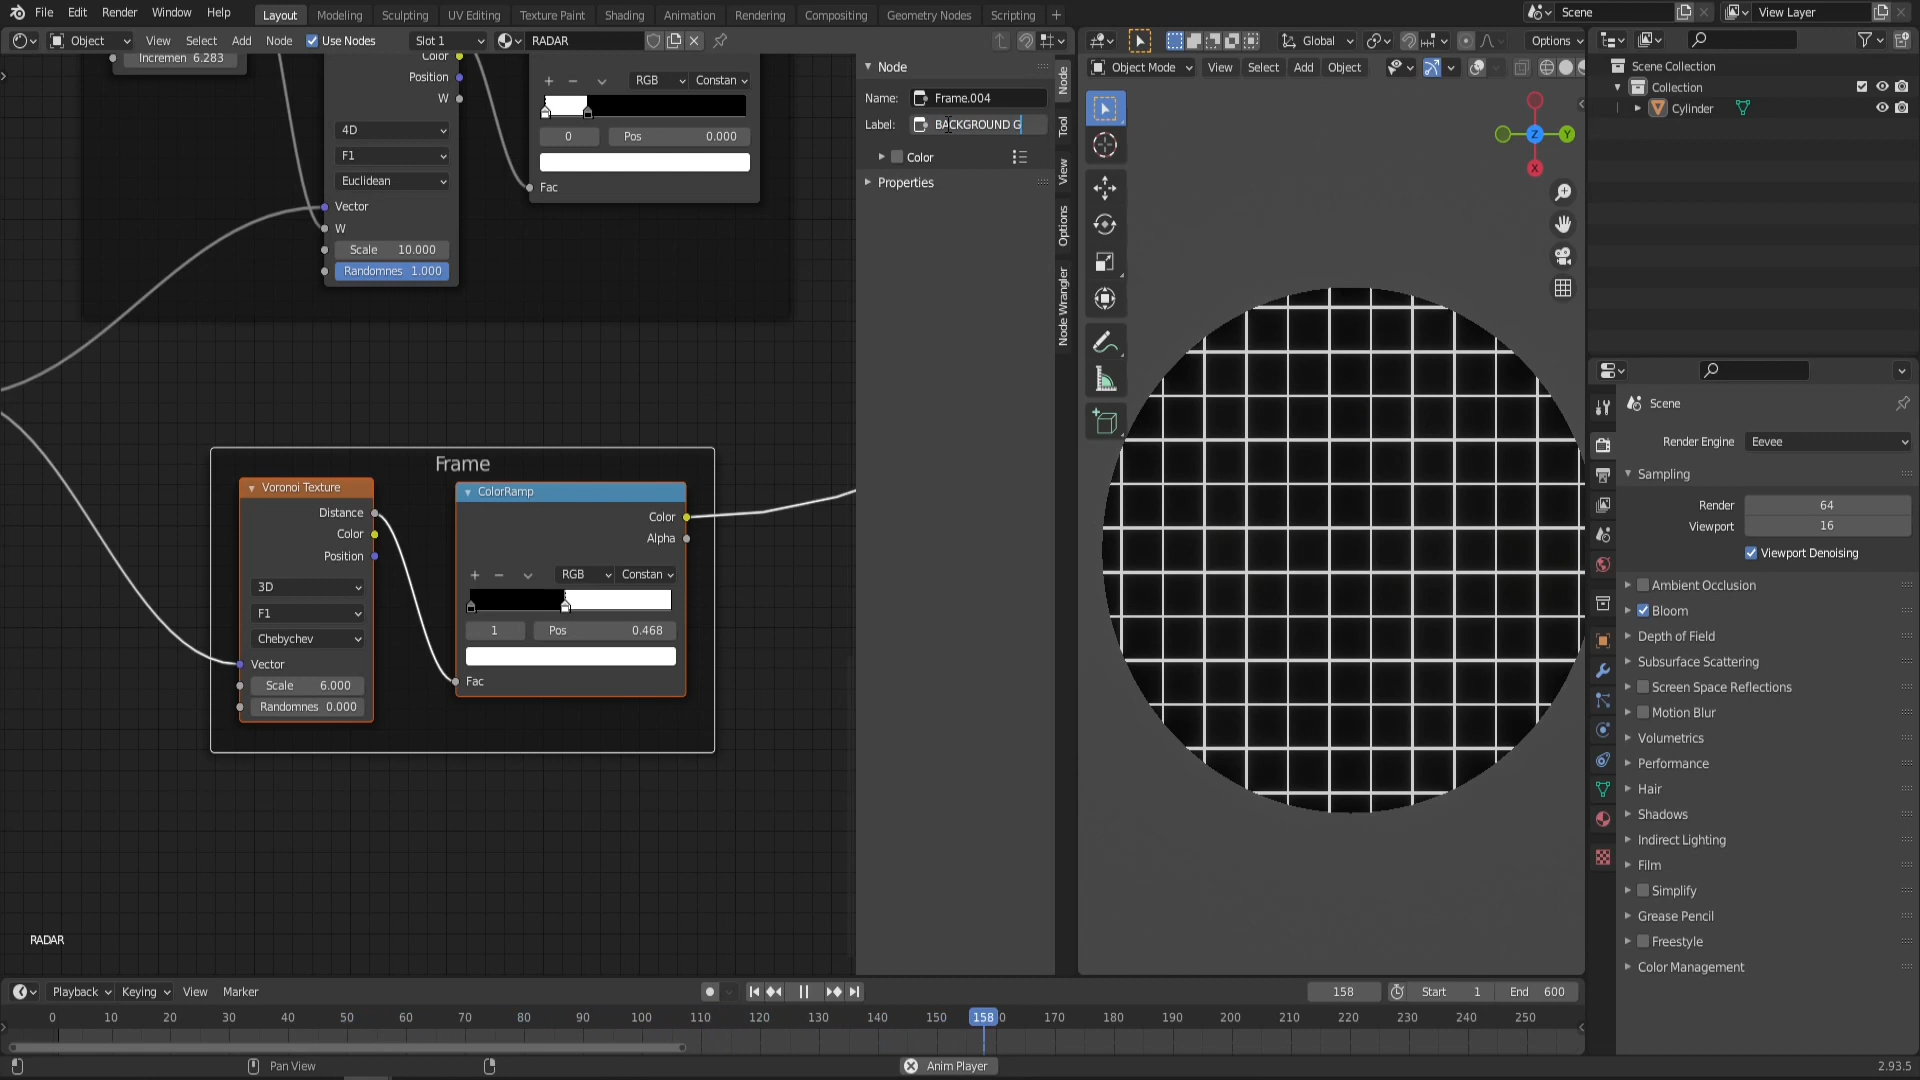 File Edit Render Window Help Layout Modeling Sculpting UV Editing Texture Paint Shading Animation Rendering Compositing Geometry Nodes Scripting + Scene View Layer
Object View Select Add Node Use Nodes Slot 1 RADAR Global Options
Object Mode View Select Add Object
Scene Collection
Collection
Cylinder
Incremen 6.283
Color
Position
W
4D
F1
Euclidean
Vector
W
Scale 10.000
Randomnes 1.000
RGB Constan
0 Pos 0.000
Fac
Node
Name: Frame.004
Label: BACKGROUND G
Color
Properties
Node
Tool
View
Options
Node Wrangler
Z
Y
X
Frame
Voronoi Texture
Distance
Color
Position
3D
F1
Chebychev
Vector
Scale 6.000
Randomnes 0.000
ColorRamp
Color
Alpha
RGB Constan
1 Pos 0.468
Fac
RADAR
Scene
Render Engine Eevee
Sampling
Render 64
Viewport 16
Viewport Denoising
Ambient Occlusion
Bloom
Depth of Field
Subsurface Scattering
Screen Space Reflections
Motion Blur
Volumetrics
Performance
Hair
Shadows
Indirect Lighting
Film
Simplify
Grease Pencil
Freestyle
Color Management
Playback Keying View Marker 158 Start 1 End 600
0 10 20 30 40 50 60 70 80 90 100 110 120 130 140 150 158 0 170 180 190 200 210 220 230 240 250
Pan View Anim Player 2.93.5